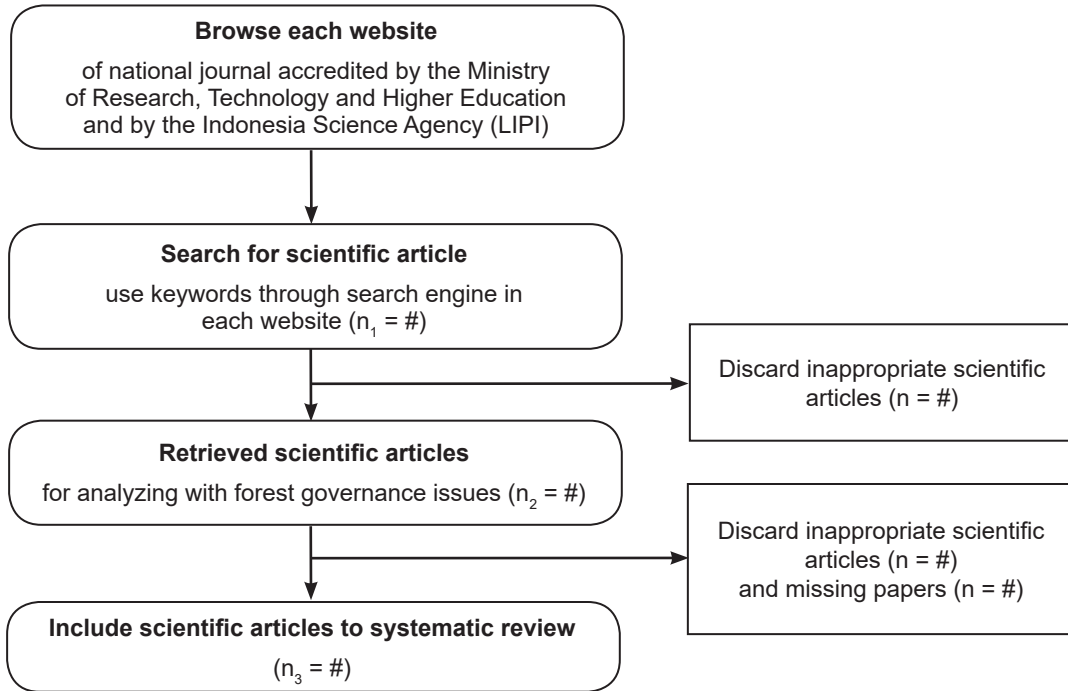 Browse each website
of national journal accredited by the Ministry
of Research, Technology and Higher Education
and by the Indonesia Science Agency (LIPI)
Search for scientific article
use keywords through search engine in
each website (n₁ = #)
Discard inappropriate scientific
articles (n = #)
Retrieved scientific articles
for analyzing with forest governance issues (n₂ = #)
Discard inappropriate scientific
articles (n = #)
and missing papers (n = #)
Include scientific articles to systematic review
(n₃ = #)